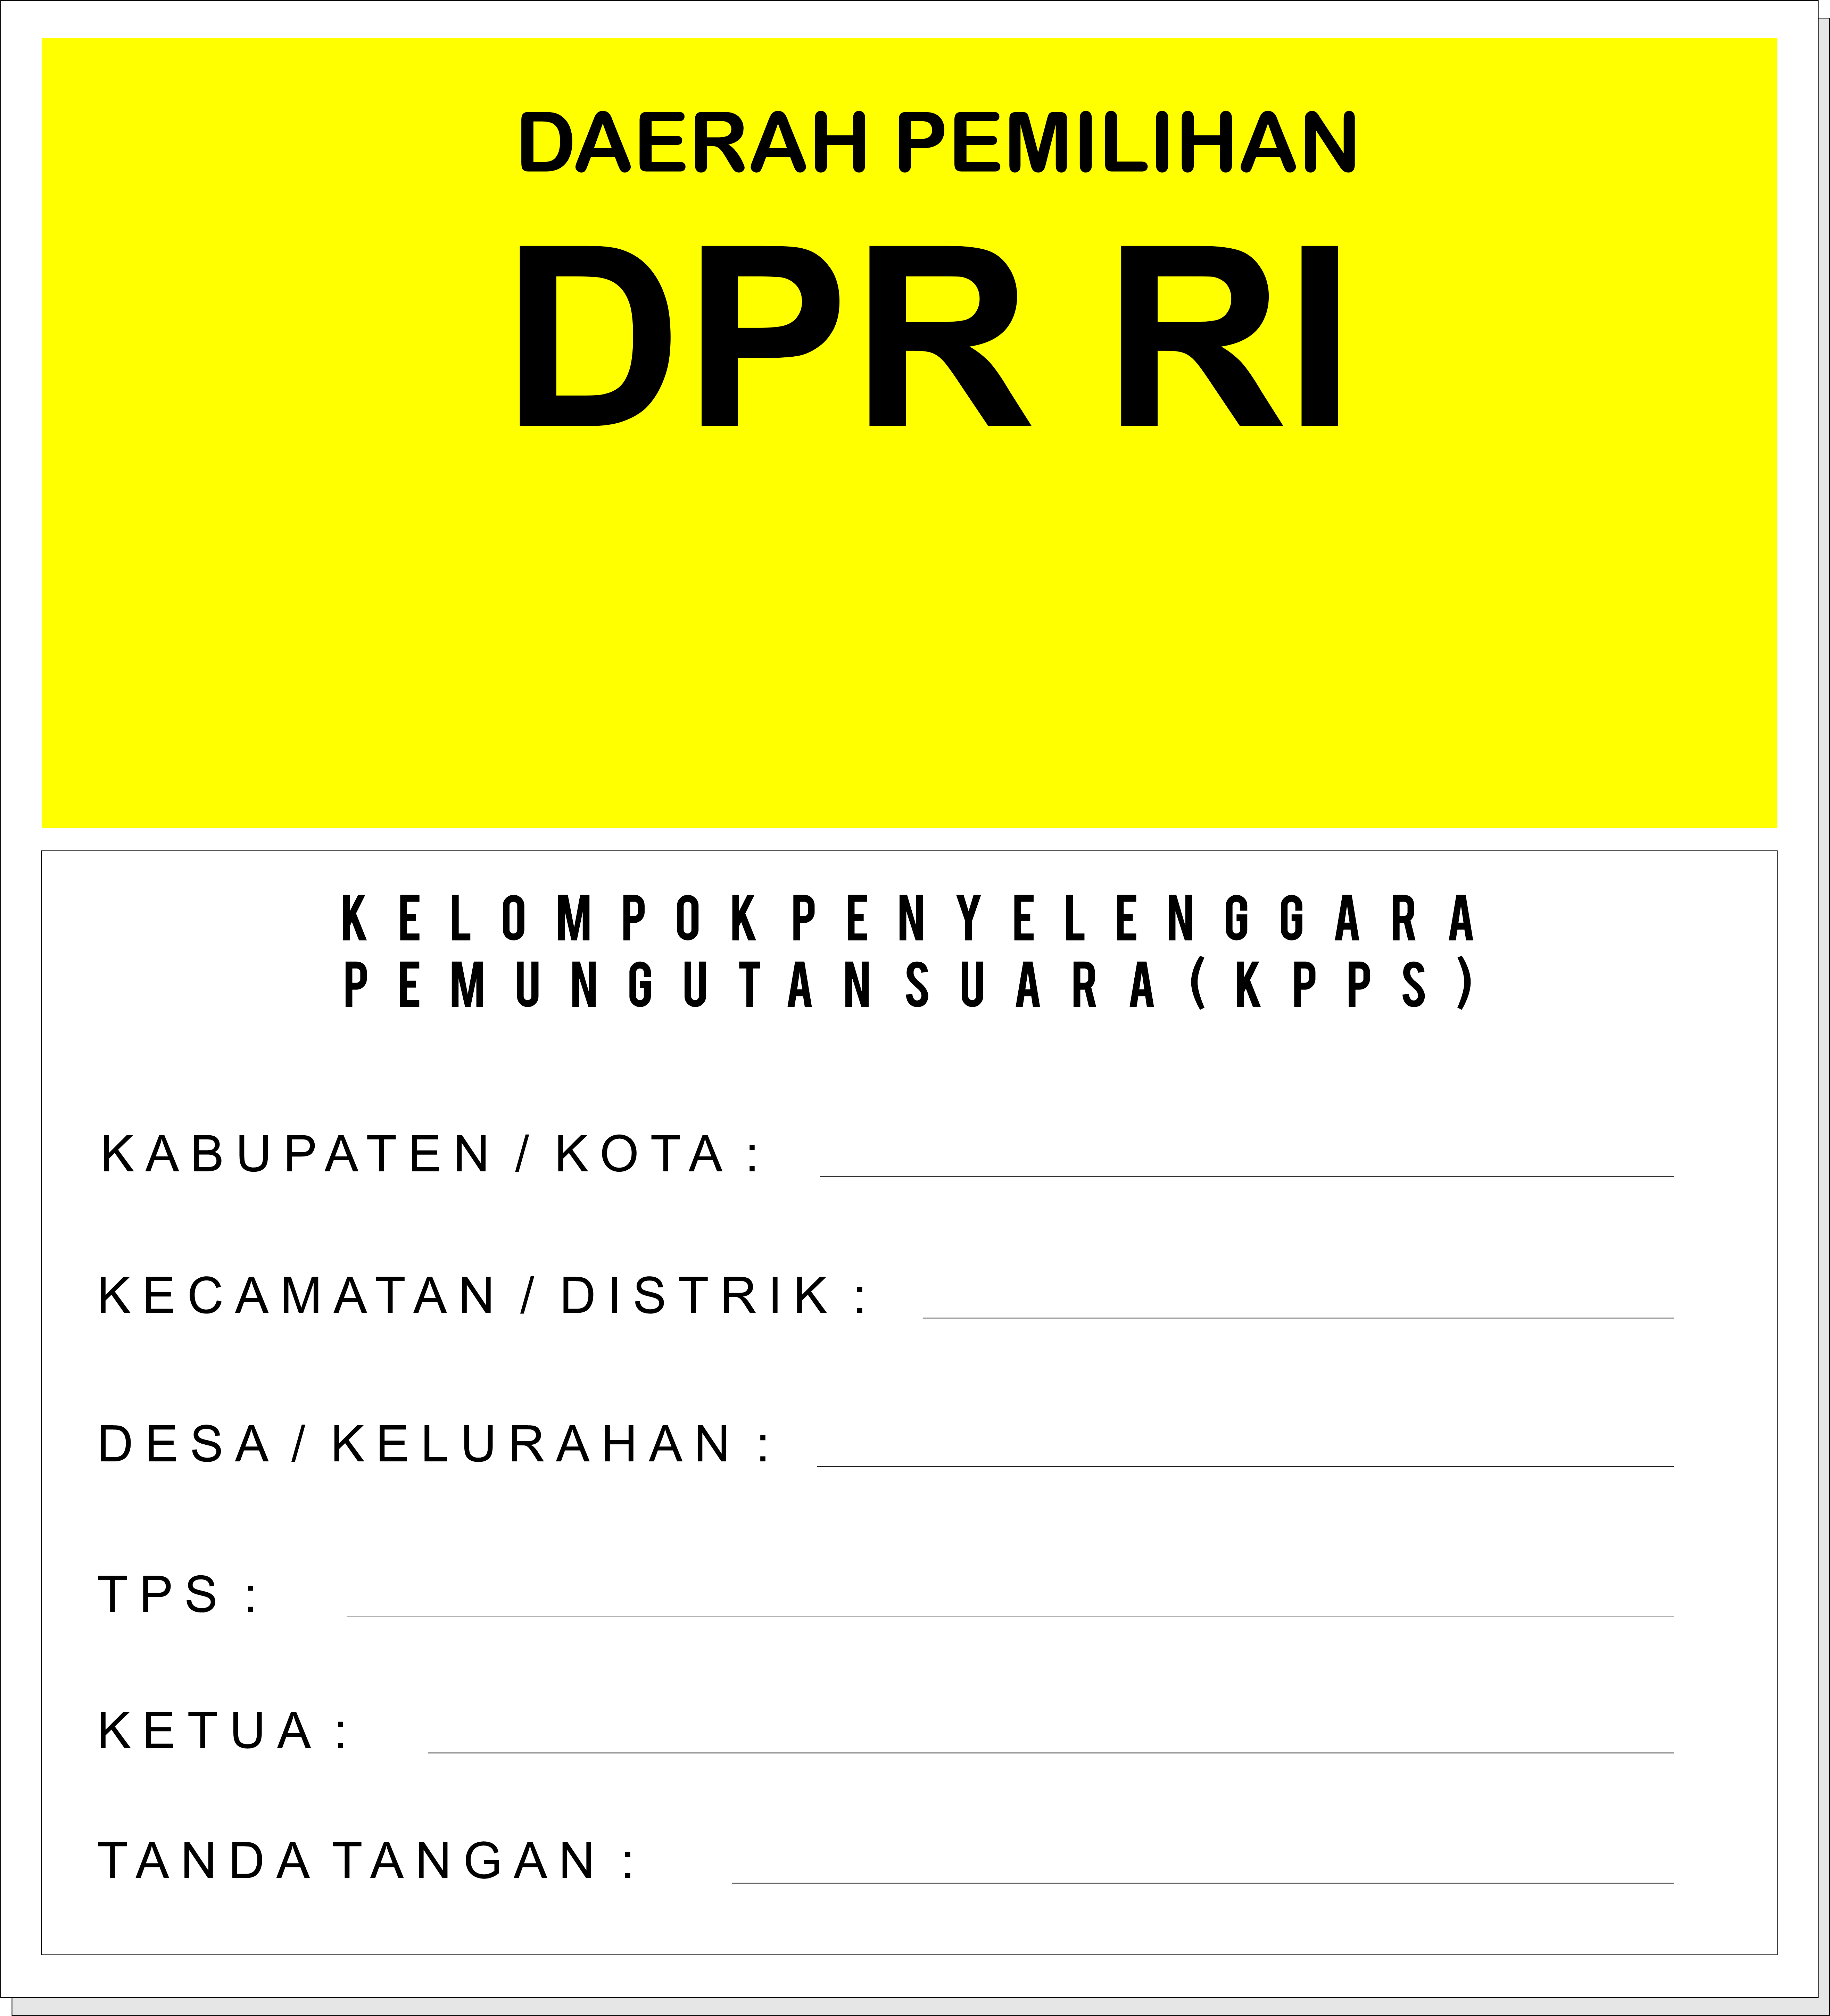 DAERAH PEMILIHAN
DPR RI
KELOMPOK PENYELENGGARA
PEMUNGUTAN SUARA (KPPS)
KABUPATEN / KOTA :
KECAMATAN / DISTRIK :
DESA / KELURAHAN :
TPS :
KETUA :
TANDA TANGAN :